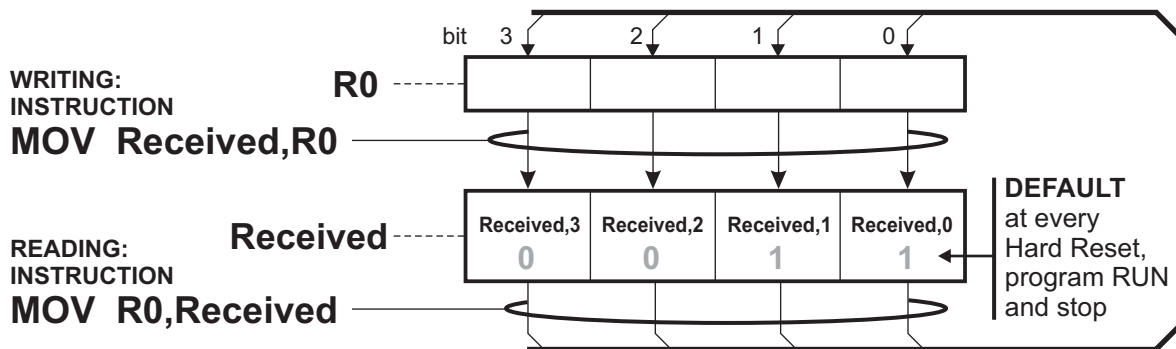 bit 3 2 1 0
WRITING:
INSTRUCTION
R0
MOV Received,R0
Received
Received,3 Received,2 Received,1 Received,0
0 0 1 1
DEFAULT
at every
Hard Reset,
program RUN
and stop
READING:
INSTRUCTION
MOV R0,Received